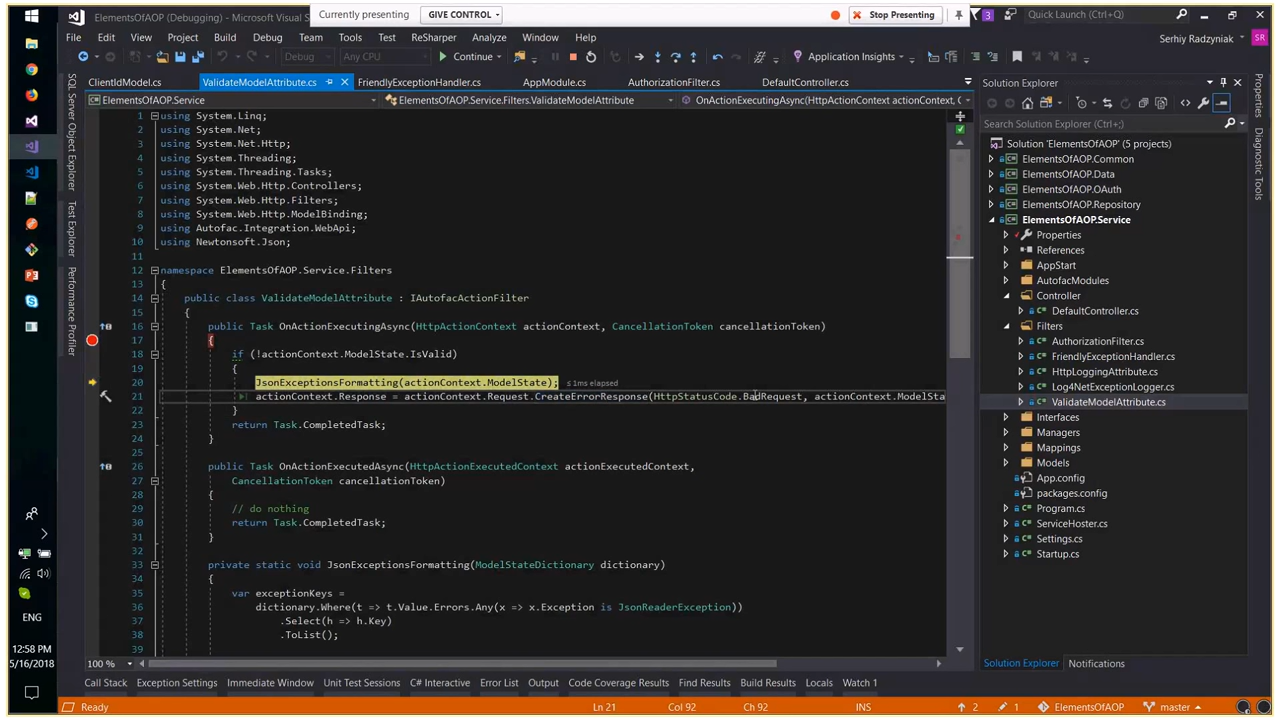 Currently presenting
GIVE CONTROL
Stop Presenting
ElementsOfAOP (Debugging) - Microsoft Visual S
3
Quick Launch (Ctrl+;)
File Edit View Project Build Debug Team Tools Test ReSharper Analyze Window Help
Serhiy Radzyniak
SR
Debug
Any CPU
Continue
Application Insights
ClientIdModel.cs
ValidateModelAttribute.cs
FriendlyExceptionHandler.cs
AppModule.cs
AuthorizationFilter.cs
DefaultController.cs
ElementsOfAOP.Service
ElementsOfAOP.Service.Filters.ValidateModelAttribute
OnActionExecutingAsync(HttpActionContext actionContext, C
SQL Server Object Explorer
Test Explorer
Performance Profiler
1 using System.Linq;
2 using System.Net;
3 using System.Net.Http;
4 using System.Threading;
5 using System.Threading.Tasks;
6 using System.Web.Http.Controllers;
7 using System.Web.Http.Filters;
8 using System.Web.Http.ModelBinding;
9 using Autofac.Integration.WebApi;
10 using Newtonsoft.Json;
11
12 namespace ElementsOfAOP.Service.Filters
13 {
14 public class ValidateModelAttribute : IAutofacActionFilter
15 {
16 public Task OnActionExecutingAsync(HttpActionContext actionContext, CancellationToken cancellationToken)
17 {
18 if (!actionContext.ModelState.IsValid)
19 {
20 JsonExceptionsFormatting(actionContext.ModelState); ≤1ms elapsed
21 actionContext.Response = actionContext.Request.CreateErrorResponse(HttpStatusCode.BadRequest, actionContext.ModelSta
22 }
23 return Task.CompletedTask;
24 }
25
26 public Task OnActionExecutedAsync(HttpActionExecutedContext actionExecutedContext,
27 CancellationToken cancellationToken)
28 {
29 // do nothing
30 return Task.CompletedTask;
31 }
32
33 private static void JsonExceptionsFormatting(ModelStateDictionary dictionary)
34 {
35 var exceptionKeys =
36 dictionary.Where(t => t.Value.Errors.Any(x => x.Exception is JsonReaderException))
37 .Select(h => h.Key)
38 .ToList();
39
100 %
Solution Explorer
Search Solution Explorer (Ctrl+;)
Solution 'ElementsOfAOP' (5 projects)
ElementsOfAOP.Common
ElementsOfAOP.Data
ElementsOfAOP.OAuth
ElementsOfAOP.Repository
ElementsOfAOP.Service
Properties
References
AppStart
AutofacModules
Controller
DefaultController.cs
Filters
AuthorizationFilter.cs
FriendlyExceptionHandler.cs
HttpLoggingAttribute.cs
Log4NetExceptionLogger.cs
ValidateModelAttribute.cs
Interfaces
Managers
Mappings
Models
App.config
packages.config
Program.cs
ServiceHoster.cs
Settings.cs
Startup.cs
Solution Explorer
Notifications
Properties
Diagnostic Tools
Call Stack
Exception Settings
Immediate Window
Unit Test Sessions
C# Interactive
Error List
Output
Code Coverage Results
Package Manager Console
Test Results
Build Results
Locals
Watch 1
Ready
Ln 21
Col 92
Ch 92
INS
2
1
ElementsOfAOP
master
ENG
12:58 PM
5/16/2018